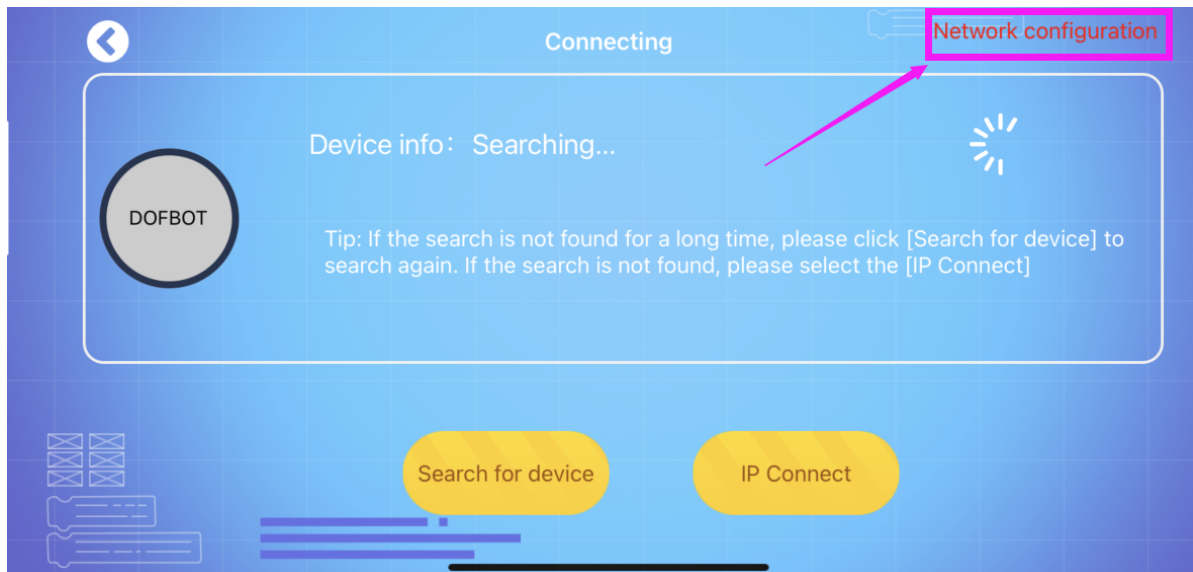 Connecting
Network configuration
Device info： Searching...
DOFBOT
Tip: If the search is not found for a long time, please click [Search for device] to
search again. If the search is not found, please select the [IP Connect]
Search for device
IP Connect